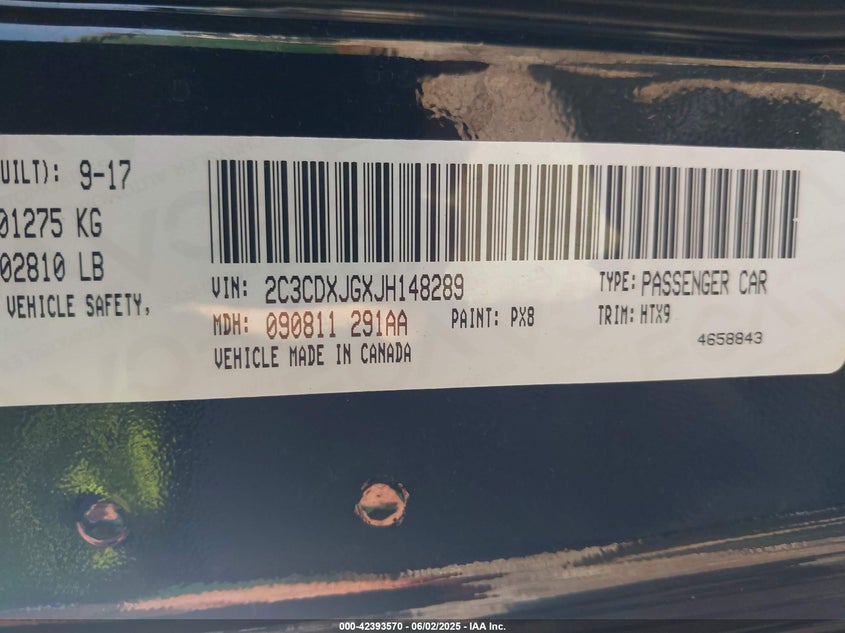 UILT): 9-17
01275 KG
02810 LB
VEHICLE SAFETY,
VIN: 2C3CDXJGXJH148289 TYPE: PASSENGER CAR
MDH: 090811 291AA PAINT: PX8 TRIM: HTX9
VEHICLE MADE IN CANADA 4658843
000-42393570 - 06/02/2025 - IAA Inc.